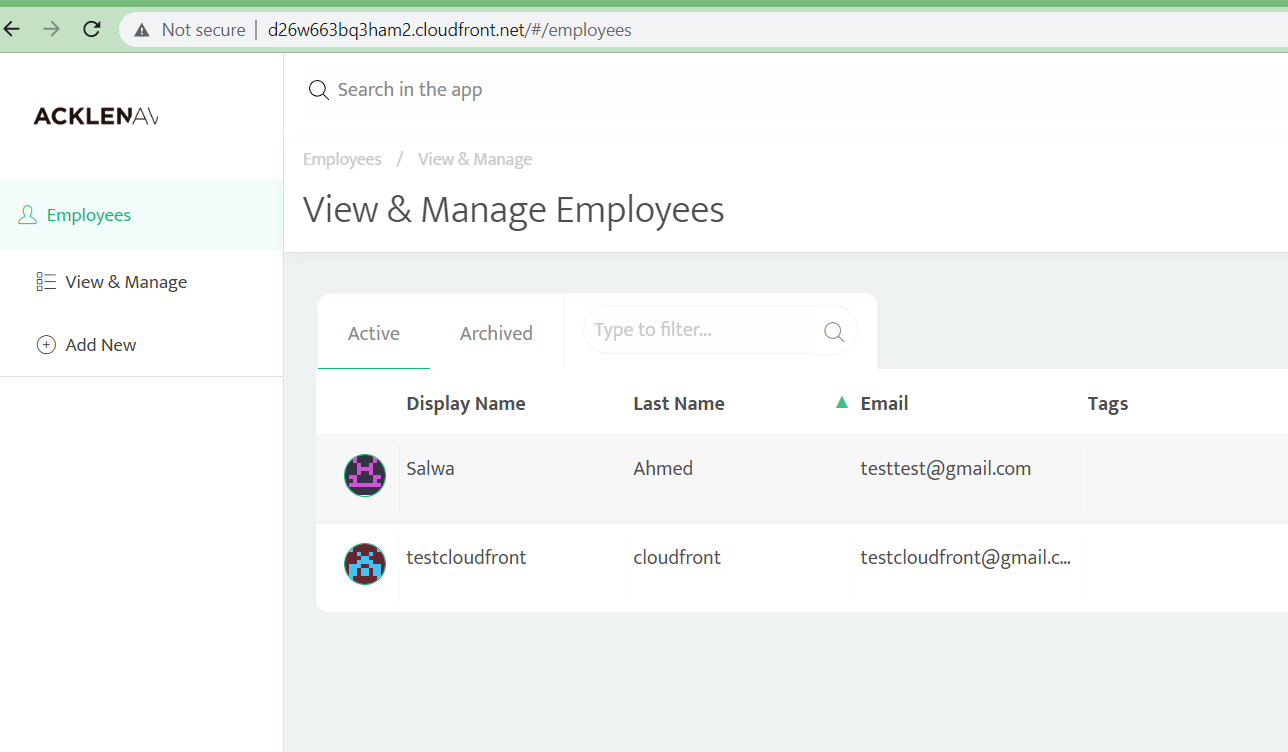 Not secure | d26w663bq3ham2.cloudfront.net/#/employees
Search in the app
ACKLENAV
Employees / View & Manage
View & Manage Employees
Employees
View & Manage
Add New
Active Archived Type to filter...
Display Name Last Name Email Tags
Salwa Ahmed testtest@gmail.com
testcloudfront cloudfront testcloudfront@gmail.c...